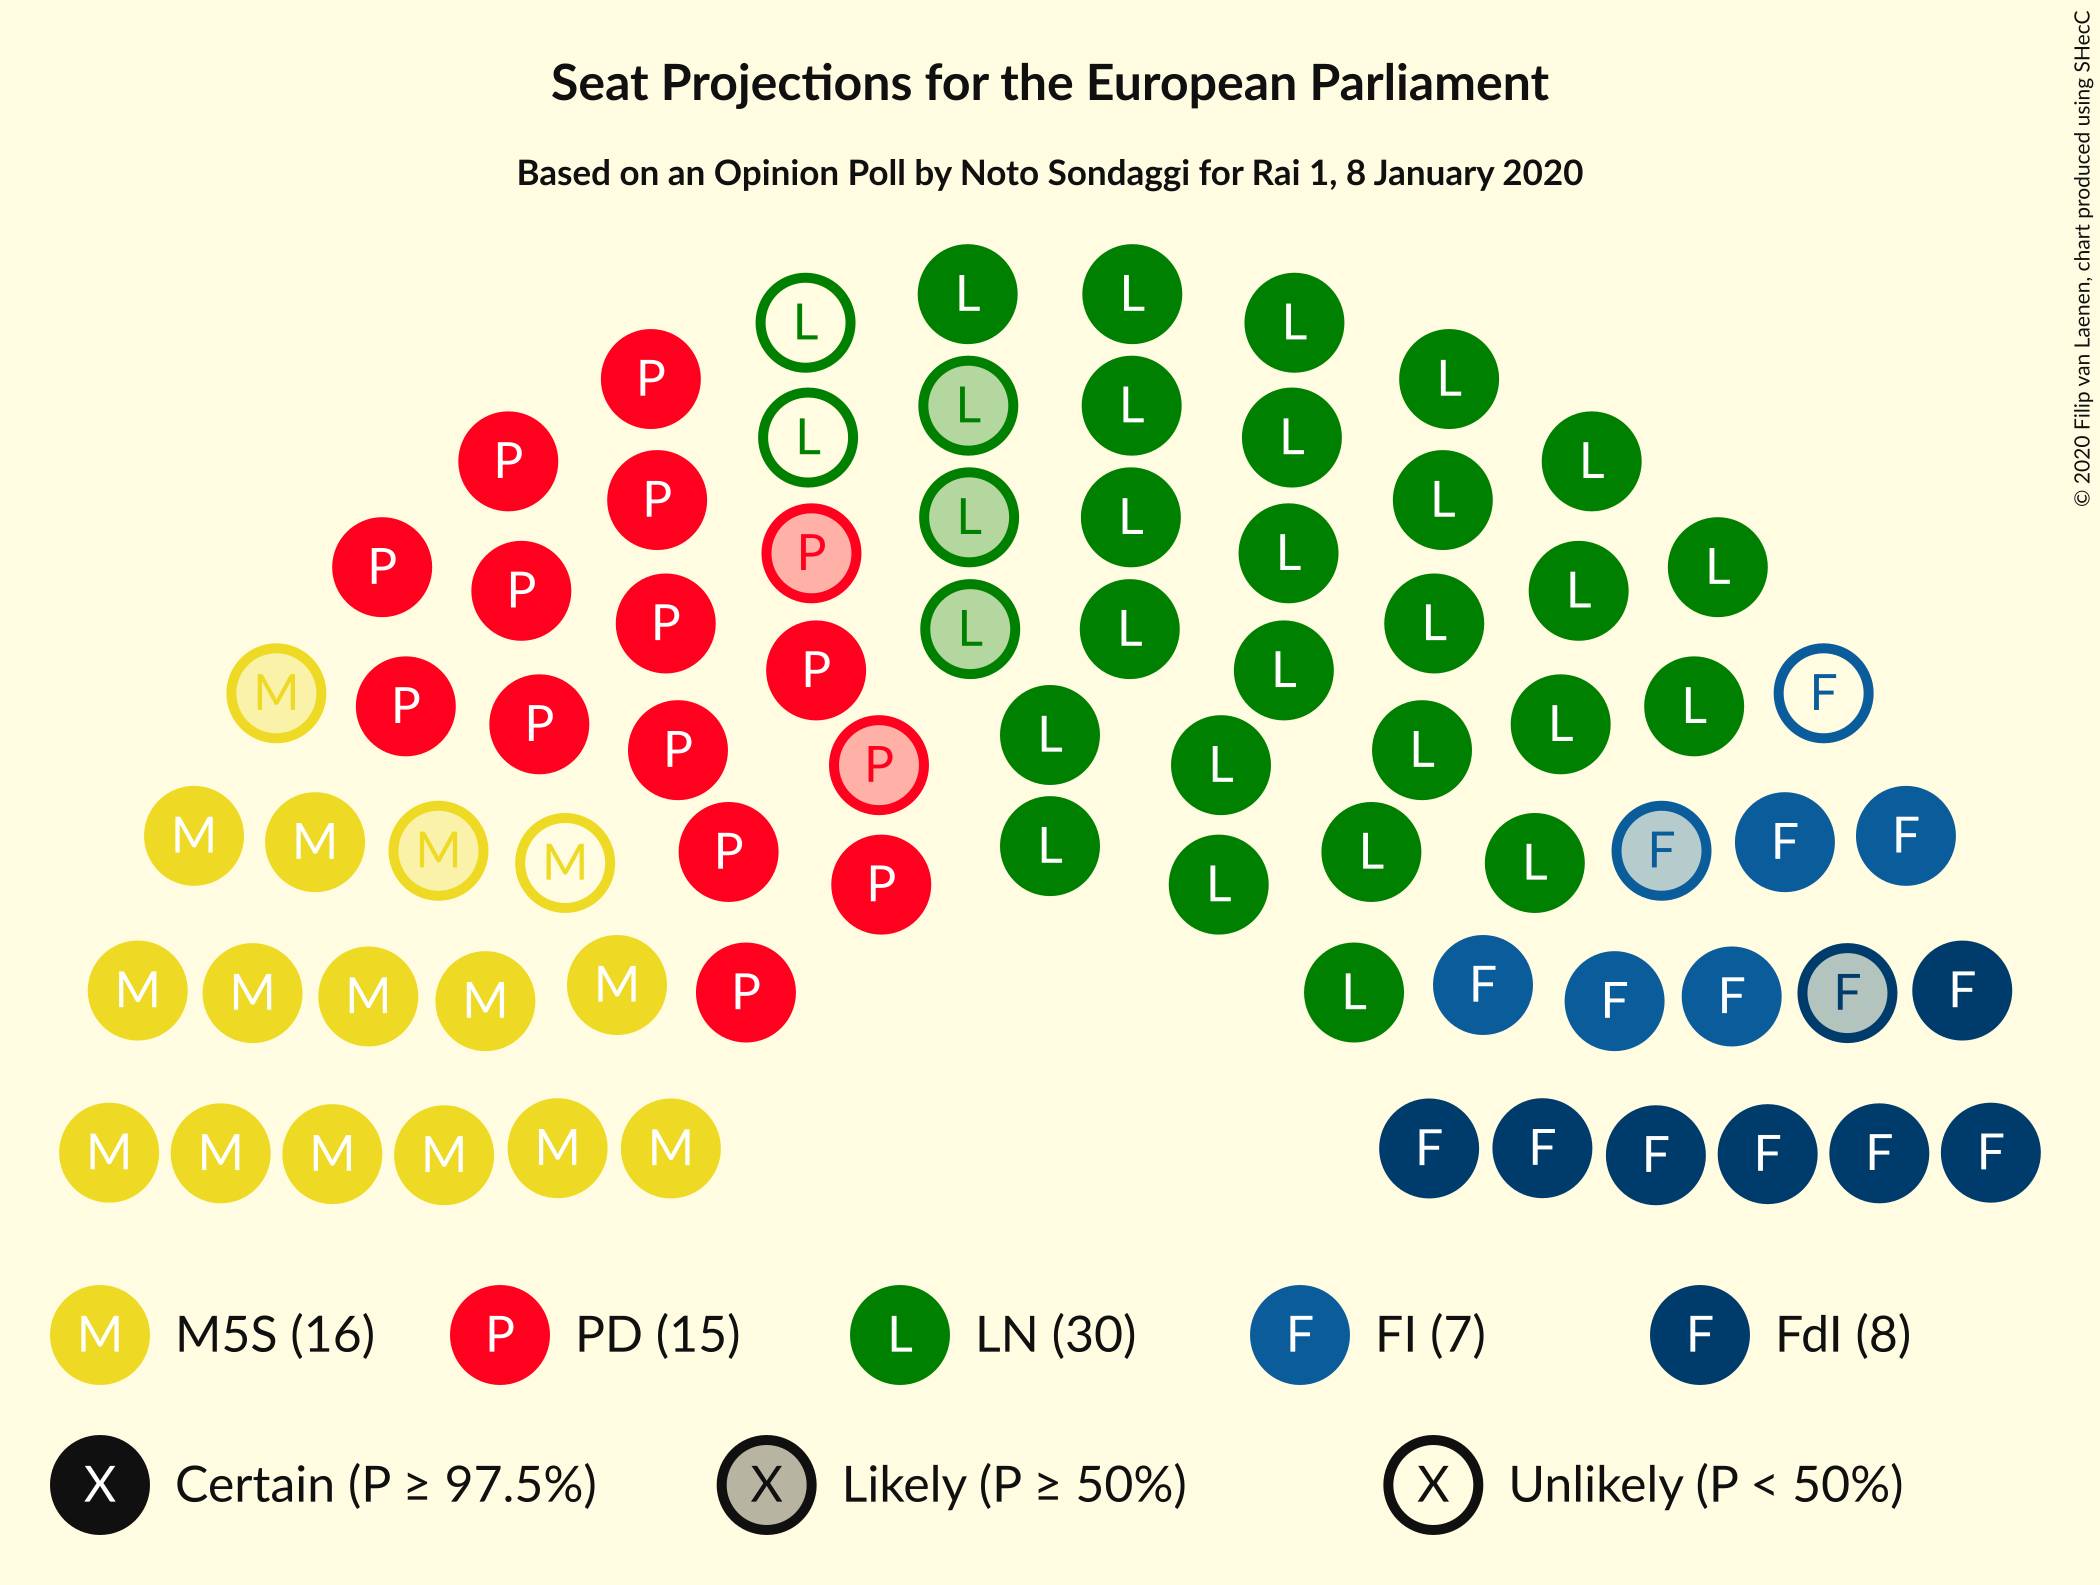 Seat Projections for the European Parliament
Based on an Opinion Poll by Noto Sondaggi for Rai 1, 8 January 2020
© 2020 Filip van Laenen, chart produced using SHecC
L L
L L
P L L
L L
P L L L
L L
P P L L
L L
P L
P P L L
P P L L
P L
P L
M P L F
P L
P L
L
P L
M F
M L F
M P L F
M L
P L
M F
M P L F
M F
M F
M F
M F
M M F F
M M F F
M M F F
M M F F
M M5S (16) P PD (15) L LN (30) F FI (7) F FdI (8)
X Certain (P ≥ 97.5%) X Likely (P ≥ 50%) X Unlikely (P < 50%)